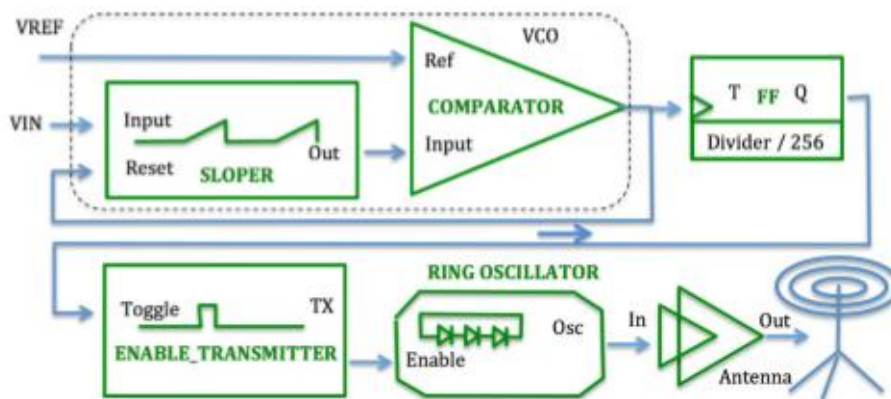 VREF
VCO
Ref
COMPARATOR
T FF Q
VIN
Input
Out
Input
Reset
SLOPER
Divider / 256
RING OSCILLATOR
Toggle TX
ENABLE_TRANSMITTER
Osc
Enable
In
Out
Antenna